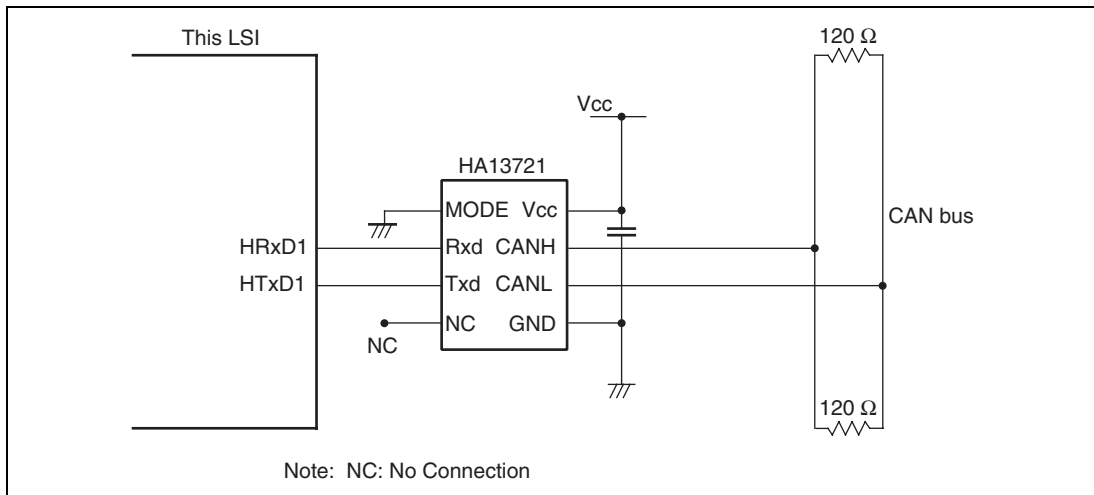 This LSI
120 Ω
Vcc
HA13721
MODE Vcc
CAN bus
HRxD1
Rxd CANH
HTxD1
Txd CANL
NC GND
NC
120 Ω
Note: NC: No Connection